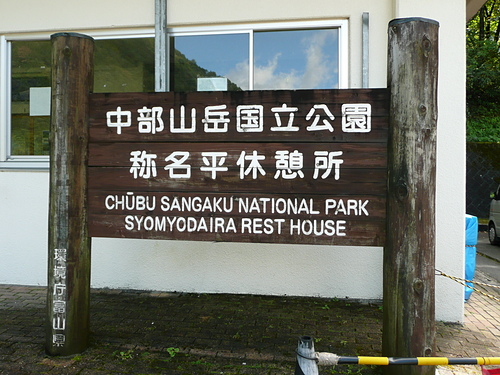 中部山岳国立公園
称名平休憩所
CHŪBU SANGAKU NATIONAL PARK
SYOMYODAIRA REST HOUSE
環境庁富山県